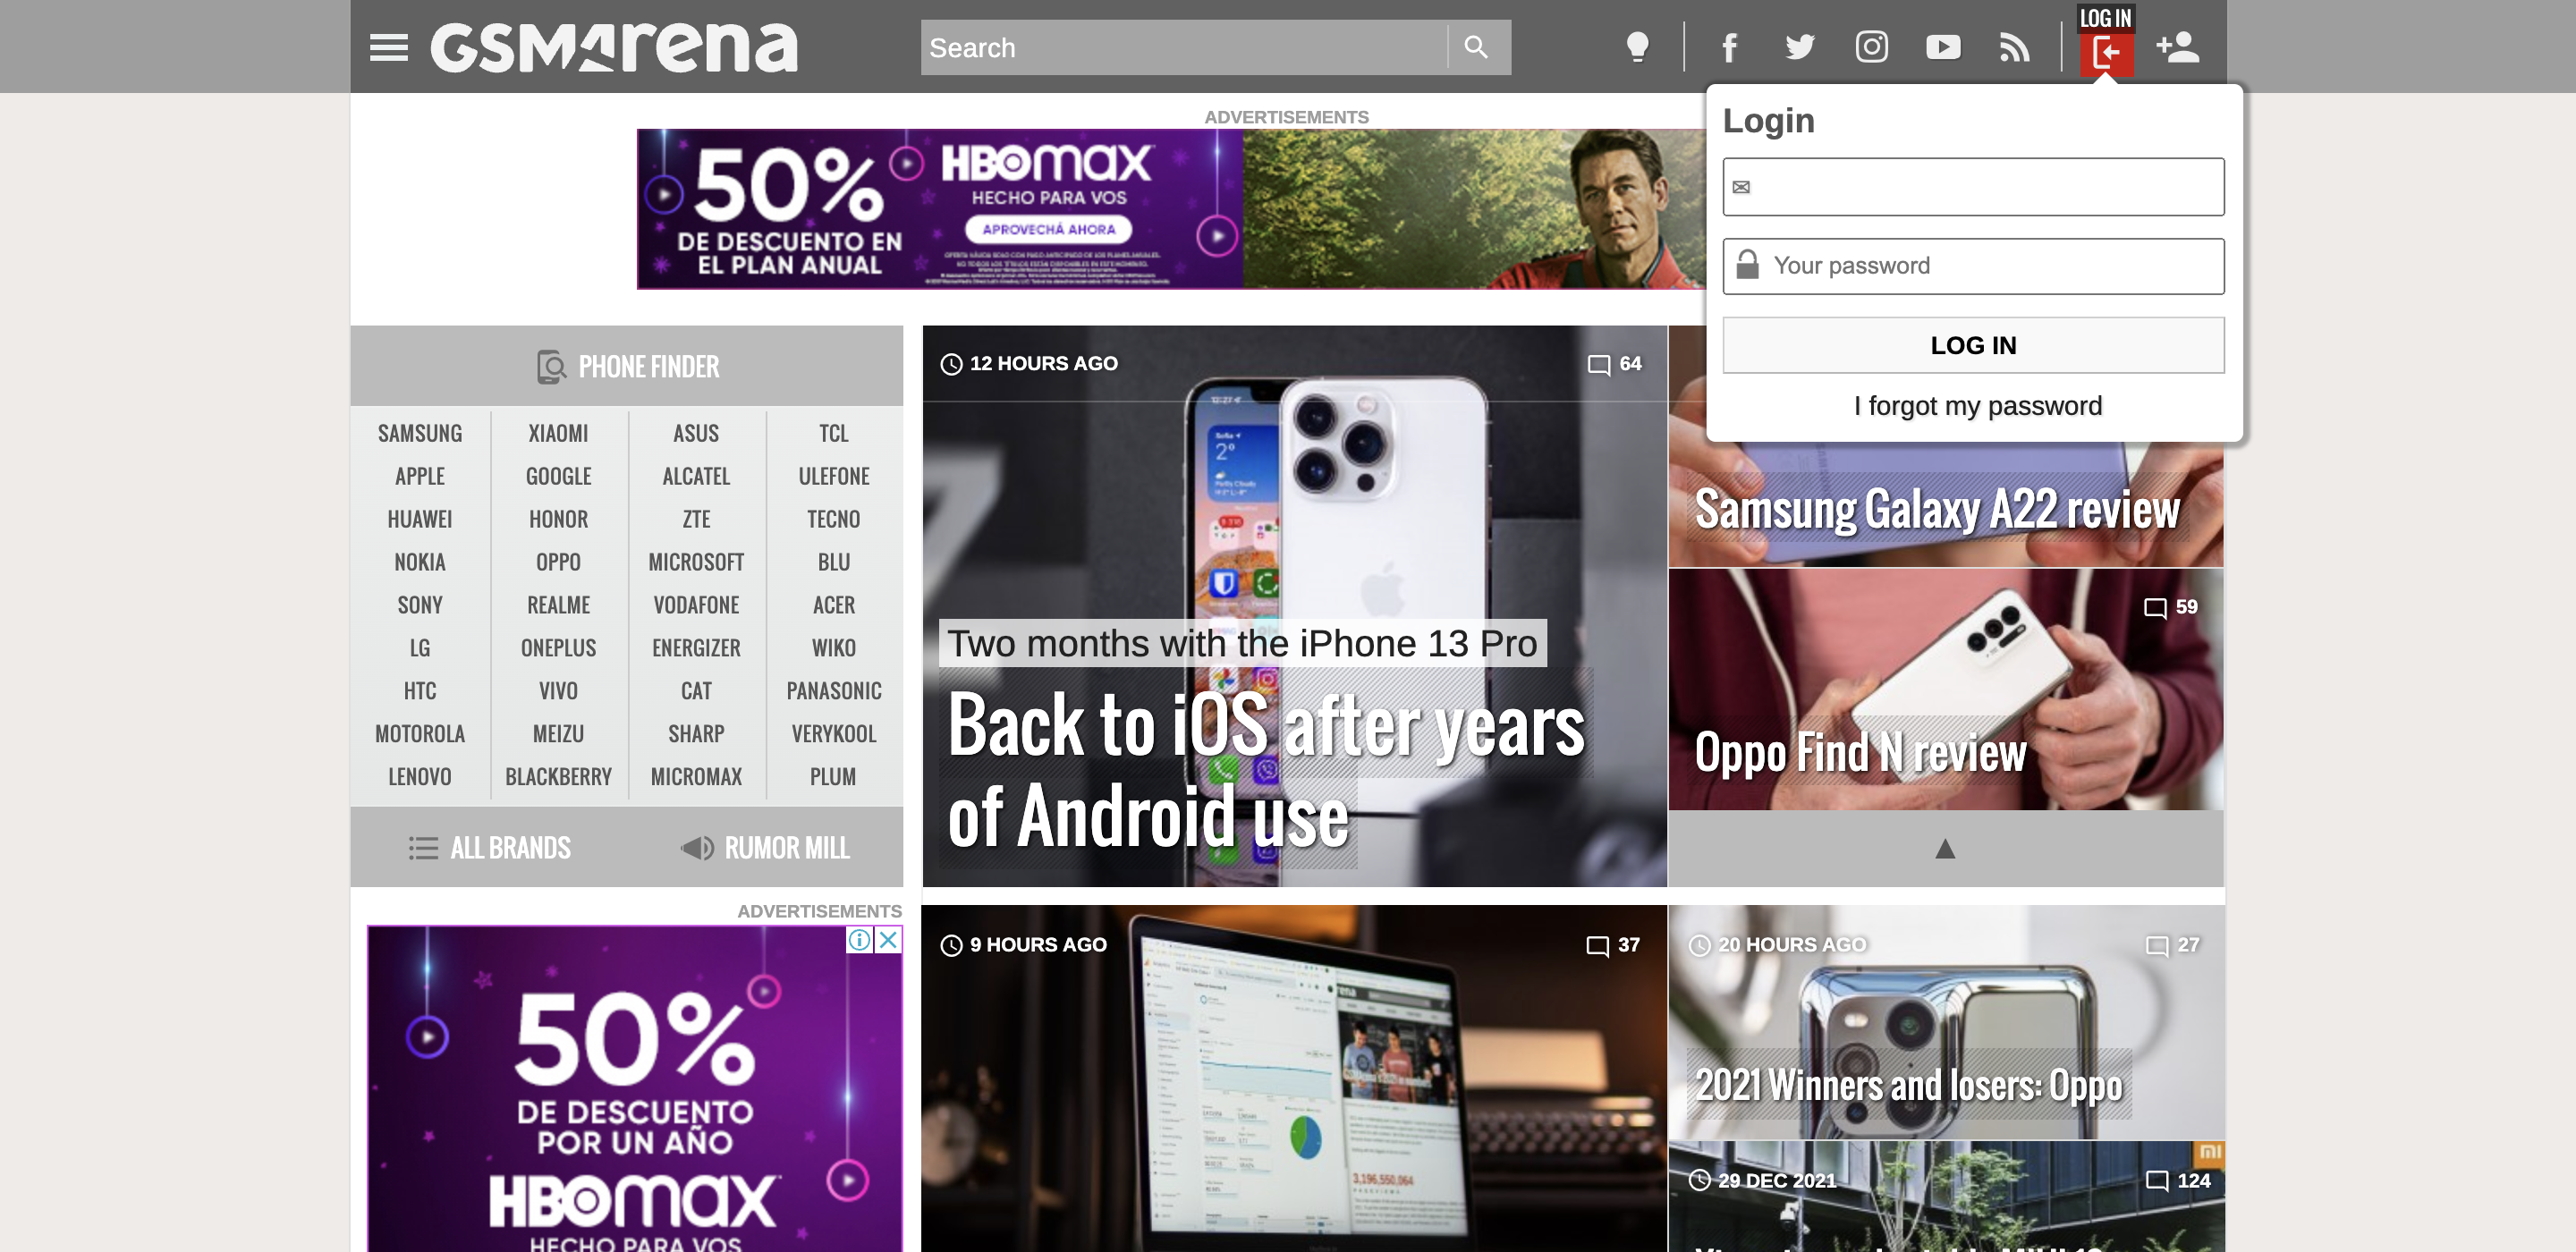 GSMArena
Search
LOG IN
Login
✉
Your password
LOG IN
I forgot my password
ADVERTISEMENTS
50%
DE DESCUENTO EN
EL PLAN ANUAL
HBOmax
HECHO PARA VOS
APROVECHÁ AHORA
PHONE FINDER
SAMSUNG XIAOMI ASUS TCL
APPLE GOOGLE ALCATEL ULEFONE
HUAWEI HONOR ZTE TECNO
NOKIA OPPO MICROSOFT BLU
SONY REALME VODAFONE ACER
LG ONEPLUS ENERGIZER WIKO
HTC VIVO CAT PANASONIC
MOTOROLA MEIZU SHARP VERYKOOL
LENOVO BLACKBERRY MICROMAX PLUM
ALL BRANDS RUMOR MILL
12 HOURS AGO 64
Two months with the iPhone 13 Pro
Back to iOS after years
of Android use
Samsung Galaxy A22 review
59
Oppo Find N review
▲
ADVERTISEMENTS
50%
DE DESCUENTO
POR UN AÑO
HBOmax
HECHO PARA VOS
9 HOURS AGO 37
3,196,550,064
20 HOURS AGO 27
2021 Winners and losers: Oppo
29 DEC 2021 124